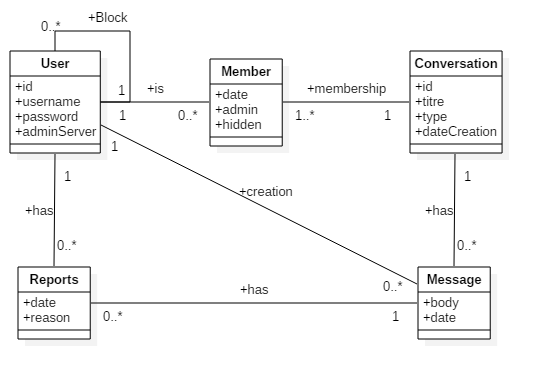 +Block
0..*
User
+id
+username
+password
+adminServer
1
+is
1
0..*
1
Member
+date
+admin
+hidden
+membership
1..*
1
Conversation
+id
+titre
+type
+dateCreation
1
+has
0..*
+creation
0..*
1
+has
0..*
Reports
+date
+reason
+has
0..*
1
Message
+body
+date